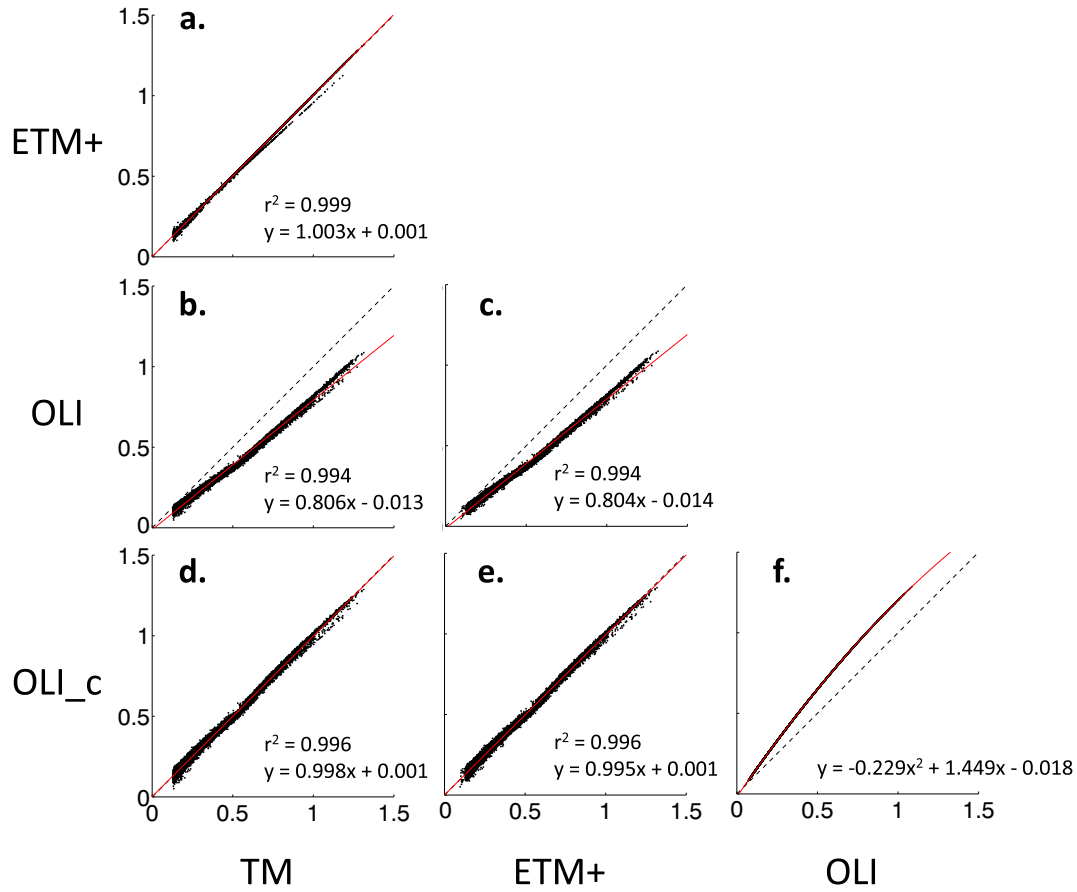 1.5
a.
1
ETM+
0.5
r² = 0.999
y = 1.003x + 0.001
0
1.5
b.
c.
1
OLI
0.5
r² = 0.994
y = 0.806x - 0.013
r² = 0.994
y = 0.804x - 0.014
0
1.5
d.
e.
f.
1
OLI_c
0.5
r² = 0.996
y = 0.998x + 0.001
r² = 0.996
y = 0.995x + 0.001
y = -0.229x² + 1.449x - 0.018
0
0 0.5 1 1.5
0 0.5 1 1.5
0 0.5 1 1.5
TM
ETM+
OLI